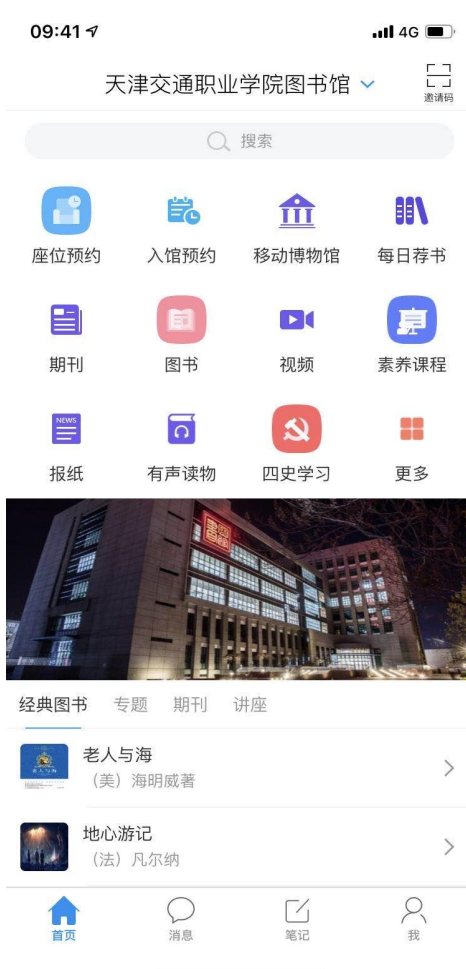 09:41 4G
天津交通职业学院图书馆
邀请码
搜索
座位预约 入馆预约 移动博物馆 每日荐书
期刊 图书 视频 素养课程
NEWS
报纸 有声读物 四史学习 更多
经典图书 专题 期刊 讲座
老人与海
（美）海明威著
地心游记
（法）凡尔纳
首页 消息 笔记 我